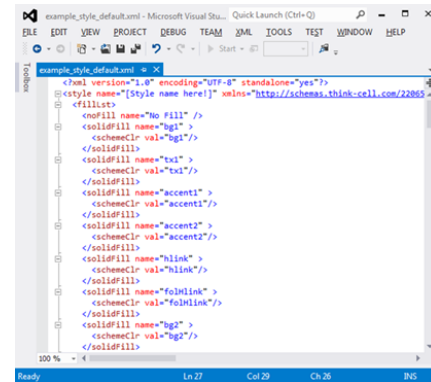 example_style_default.xml - Microsoft Visual Stu... Quick Launch (Ctrl+Q)
FILE EDIT VIEW PROJECT DEBUG TEAM XML TOOLS TEST WINDOW HELP
Start
Toolbox
example_style_default.xml
<?xml version="1.0" encoding="UTF-8" standalone="yes"?>
<style name="[Style name here!]" xmlns="http://schemas.think-cell.com/22065
<fillLst>
<noFill name="No Fill" />
<solidFill name="bg1" >
<schemeClr val="bg1"/>
</solidFill>
<solidFill name="tx1" >
<schemeClr val="tx1"/>
</solidFill>
<solidFill name="accent1" >
<schemeClr val="accent1"/>
</solidFill>
<solidFill name="accent2" >
<schemeClr val="accent2"/>
</solidFill>
<solidFill name="hlink" >
<schemeClr val="hlink"/>
</solidFill>
<solidFill name="folHlink" >
<schemeClr val="folHlink"/>
</solidFill>
<solidFill name="bg2" >
<schemeClr val="bg2"/>
</solidFill>
100 %
Ready Ln 27 Col 29 Ch 26 INS